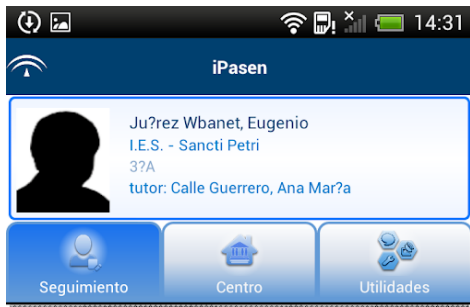 14:31
iPasen
Ju?rez Wbanet, Eugenio
I.E.S. - Sancti Petri
3?A
tutor: Calle Guerrero, Ana Mar?a
Seguimiento
Centro
Utilidades